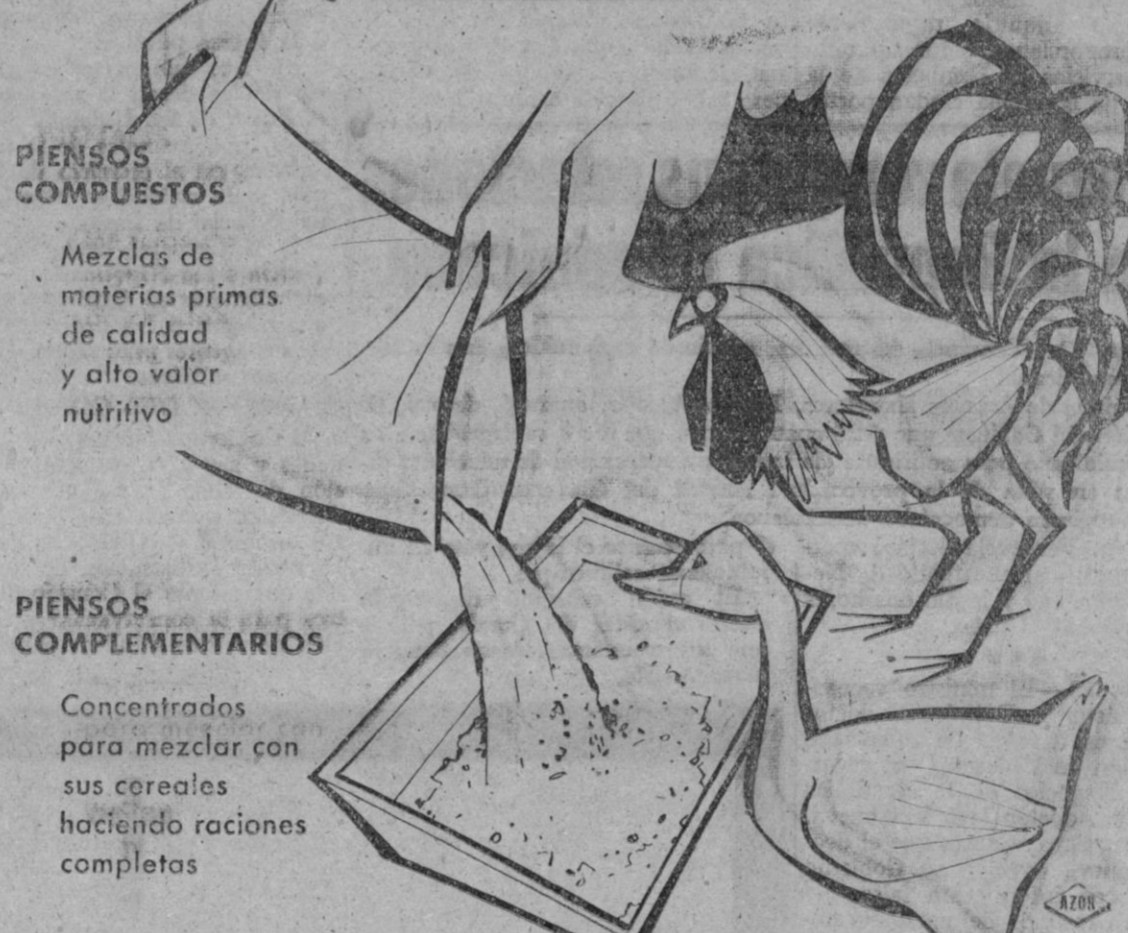 PIENSOS
COMPUESTOS
Mezclas de
materias primas
de calidad
y alto valor
nutritivo
PIENSOS
COMPLEMENTARIOS
Concentrados
para mezclar con
sus cereales
haciendo raciones
completas
AZOR